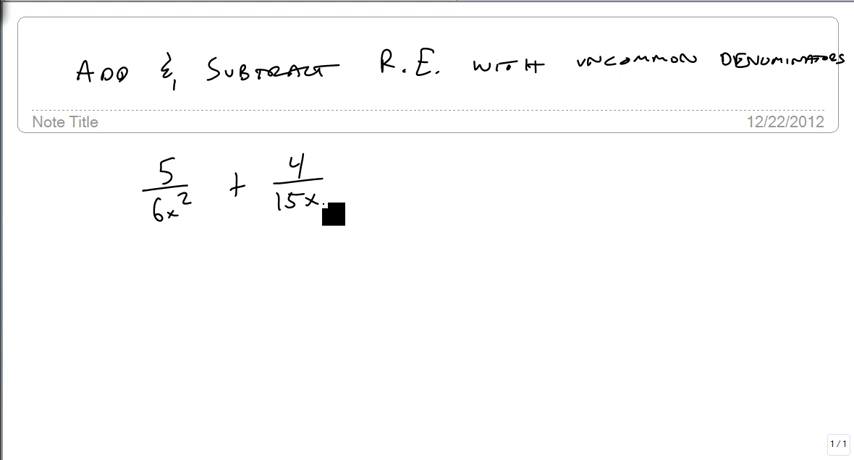 ADD & SUBTRACT R.E. WITH UNCOMMON DENOMINATORS
Note Title 12/22/2012
5/6x² + 4/15x
1 / 1